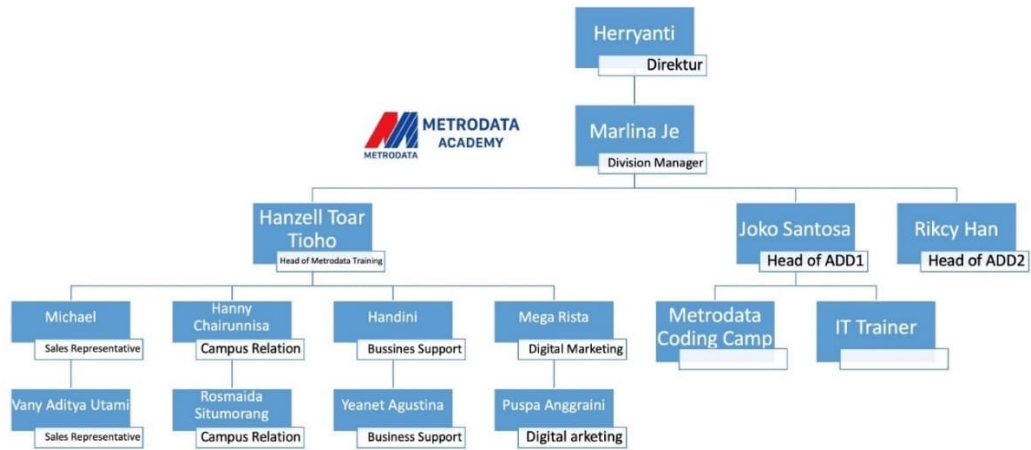 Herryanti
Direktur
METRODATA
ACADEMY
METRODATA
Marlina Je
Division Manager
Hanzell Toar
Tioho
Head of Metrodata Training
Joko Santosa
Head of ADD1
Rikcy Han
Head of ADD2
Michael
Sales Representative
Hanny
Chairunnisa
Campus Relation
Handini
Bussines Support
Mega Rista
Digital Marketing
Metrodata
Coding Camp
IT Trainer
Vany Aditya Utami
Sales Representative
Rosmaida
Situmorang
Campus Relation
Yeanet Agustina
Business Support
Puspa Anggraini
Digital arketing